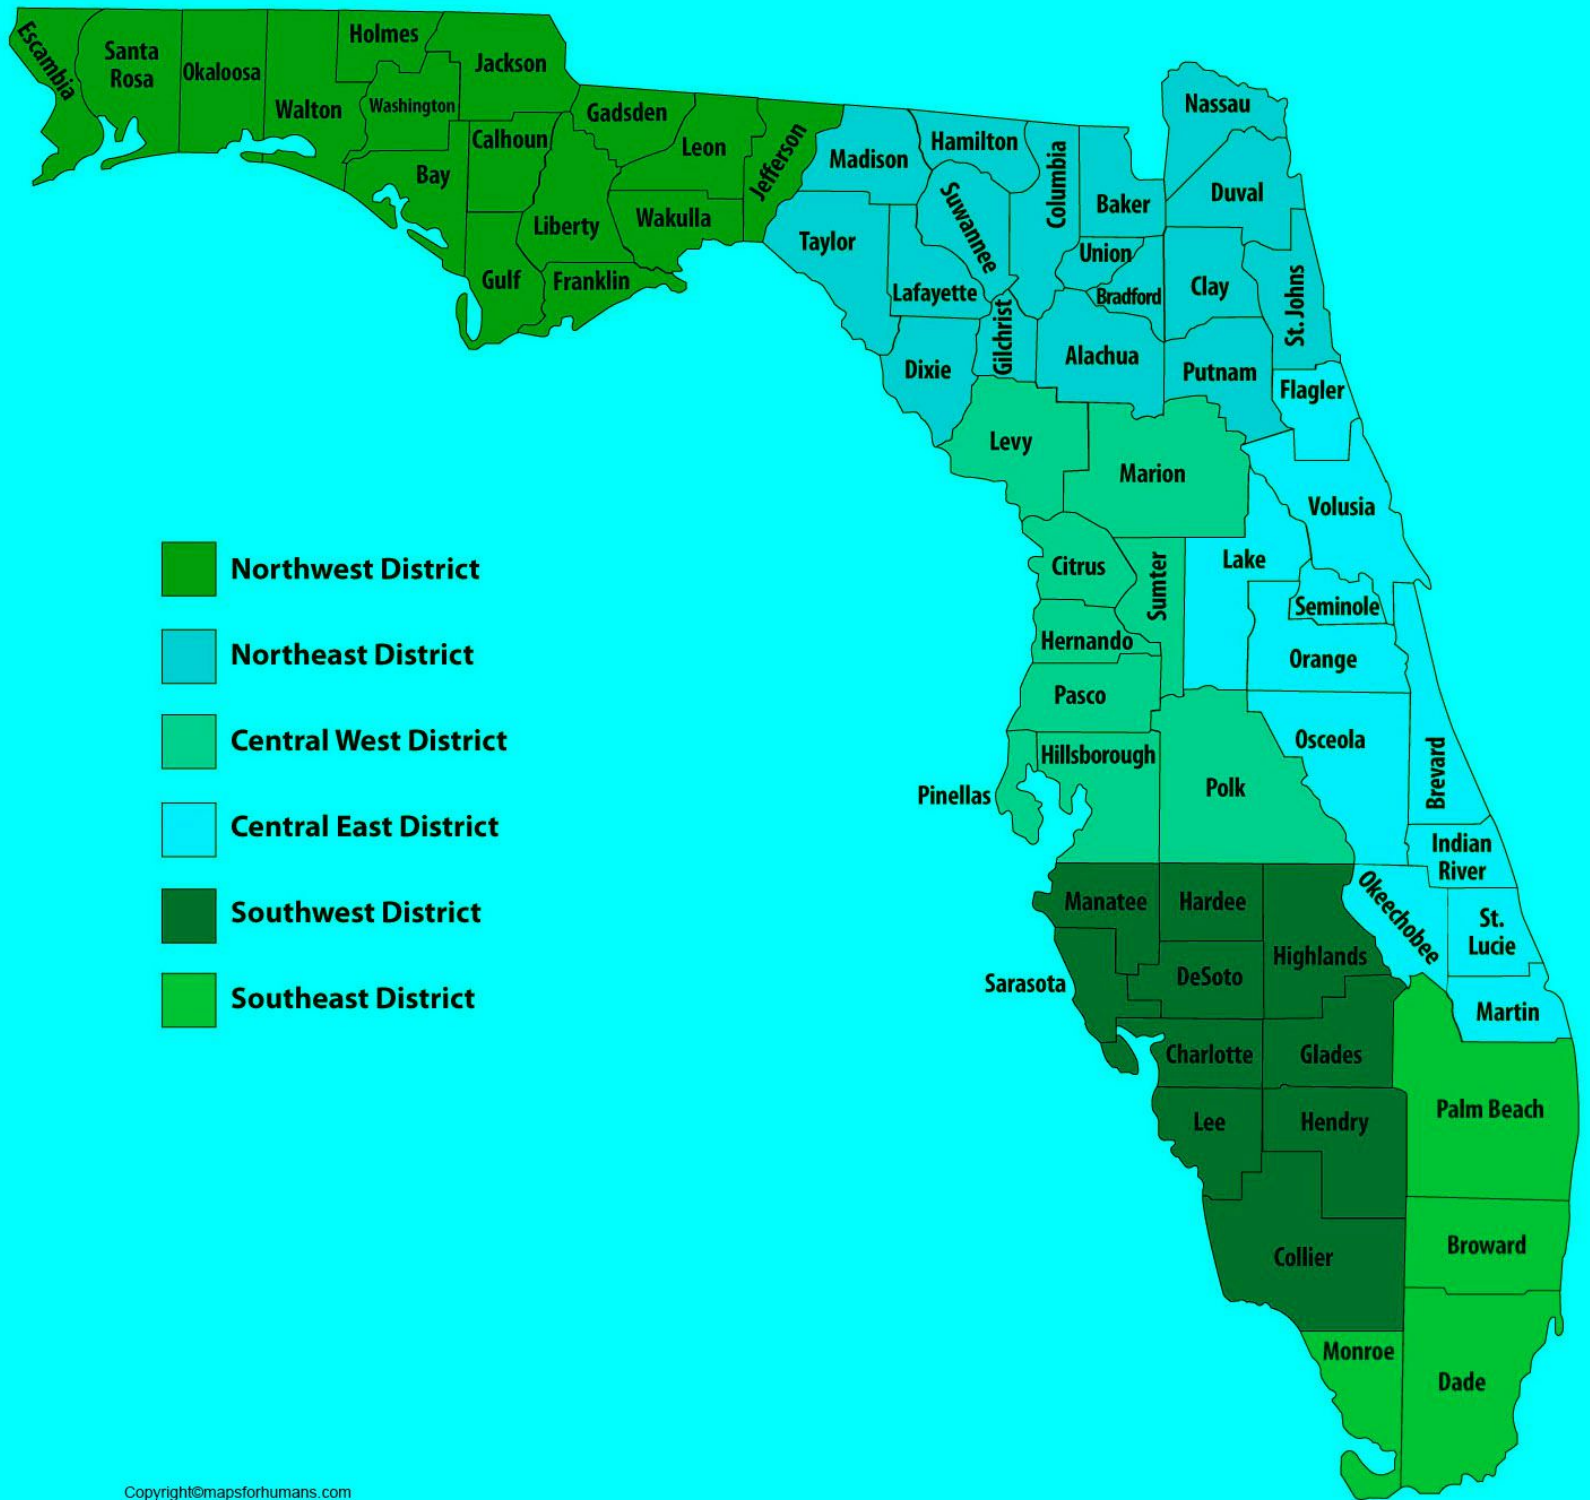 Escambia
Santa
Rosa
Okaloosa
Walton
Holmes
Washington
Jackson
Bay
Calhoun
Gulf
Liberty
Franklin
Gadsden
Leon
Wakulla
Jefferson
Madison
Taylor
Hamilton
Suwannee
Lafayette
Dixie
Gilchrist
Columbia
Baker
Union
Bradford
Alachua
Nassau
Duval
Clay
St. Johns
Putnam
Flagler
Levy
Marion
Volusia
Citrus
Sumter
Lake
Seminole
Hernando
Orange
Pasco
Hillsborough
Pinellas
Polk
Osceola
Brevard
Indian
River
Manatee
Hardee
Highlands
Okeechobee
St.
Lucie
Sarasota
DeSoto
Martin
Charlotte
Glades
Lee
Hendry
Palm Beach
Collier
Broward
Monroe
Dade
Northwest District
Northeast District
Central West District
Central East District
Southwest District
Southeast District
Copyright©mapsforhumans.com